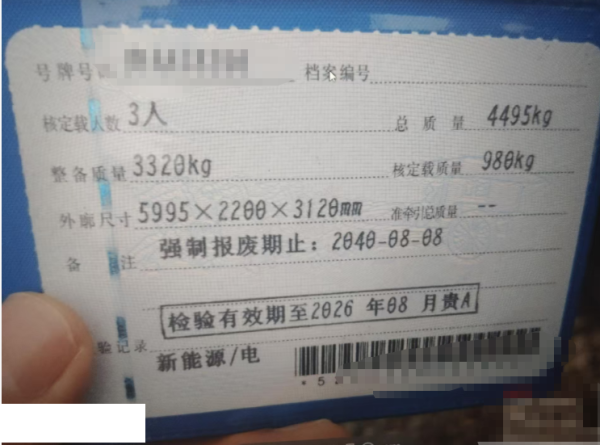 号牌号 档案编号
核定载人数 3人 总质量 4495kg
整备质量 3320kg 核定载质量 980kg
外廓尺寸 5995×2200×3120mm 准牵引总质量 --
备注 强制报废期止：2040-08-08
检验有效期至2026 年08 月贵A
验记录 新能源/电
*5